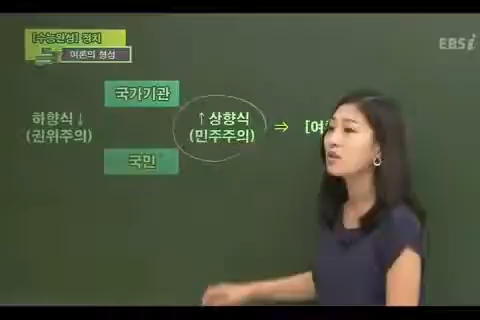 [수능완성] 정치
EBSi
여론의 형성
국가기관
하향식↓
(권위주의)
↑상향식
(민주주의)
⇒ [여
국민